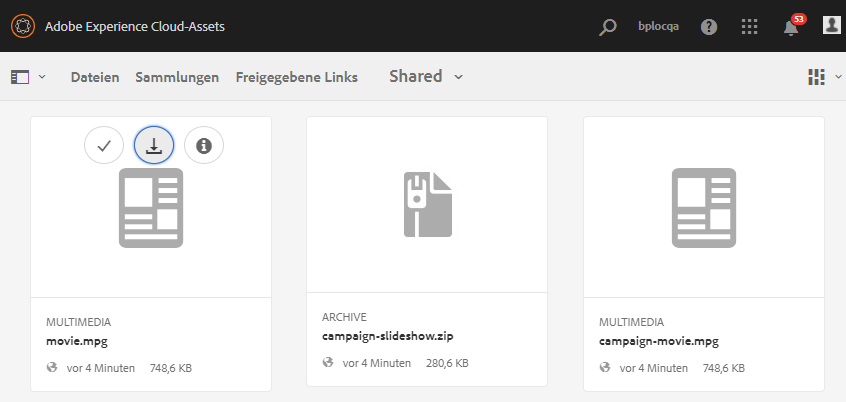 Adobe Experience Cloud-Assets bplocqa 53
Dateien Sammlungen Freigegebene Links Shared
MULTIMEDIA
movie.mpg
vor 4 Minuten 748,6 KB
ARCHIVE
campaign-slideshow.zip
vor 4 Minuten 280,6 KB
MULTIMEDIA
campaign-movie.mpg
vor 4 Minuten 748,6 KB